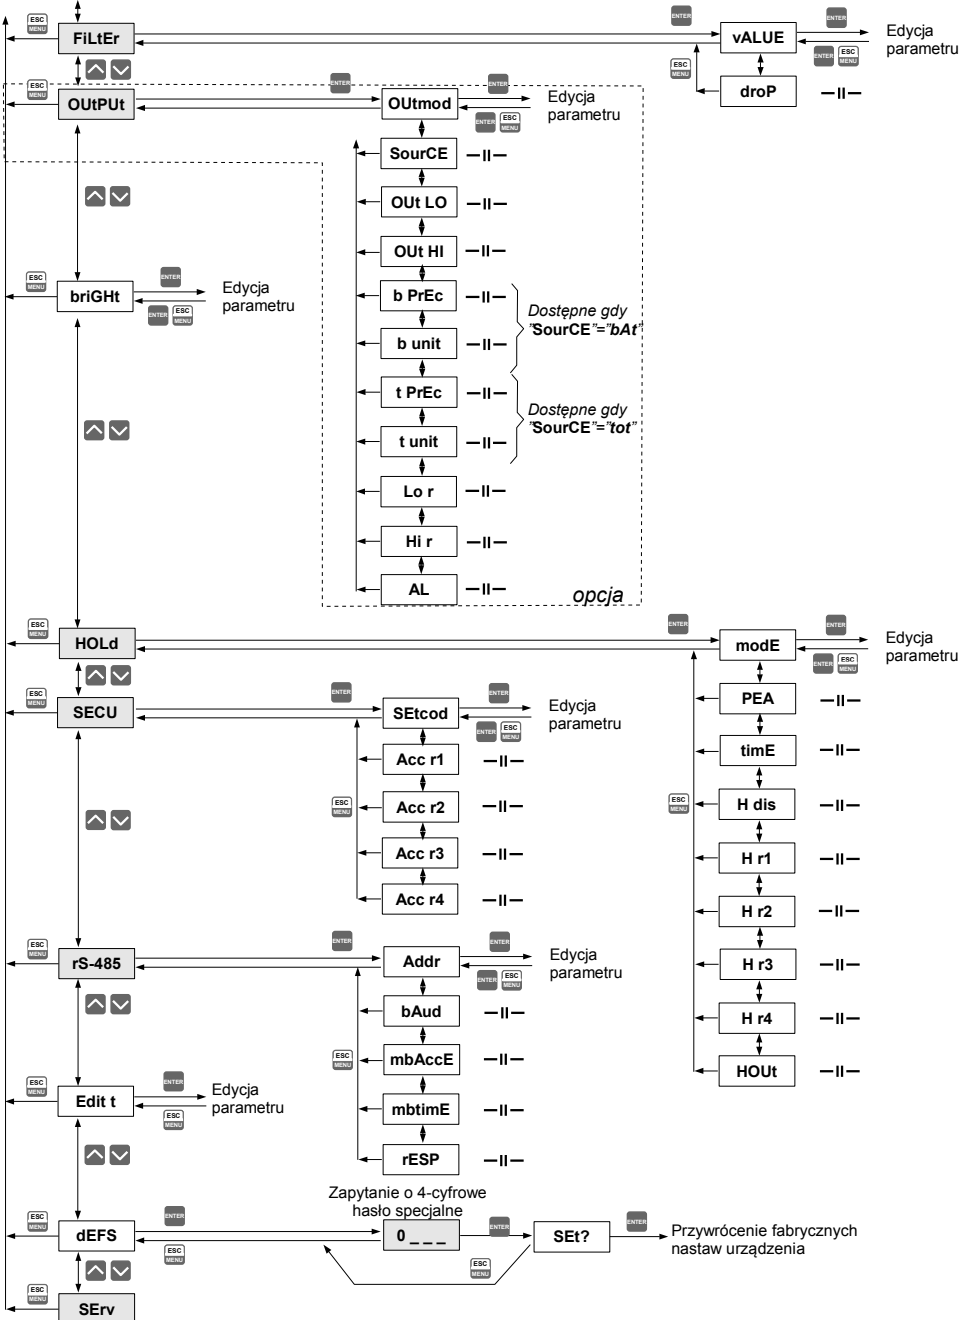 ESC
MENU
FiLtEr
ENTER
vALUE
ENTER
Edycja
parametru
ENTER
ESC
MENU
ESC
MENU
droP
—II—
ESC
MENU
OUtPUt
ENTER
OUtmod
ENTER
Edycja
parametru
ENTER
ESC
MENU
SourCE
—II—
OUt LO
—II—
OUt HI
—II—
b PrEc
—II—
b unit
—II—
Dostępne gdy
"SourCE"="bAt"
t PrEc
—II—
t unit
—II—
Dostępne gdy
"SourCE"="tot"
Lo r
—II—
Hi r
—II—
AL
—II—
opcja
ESC
MENU
briGHt
ENTER
Edycja
parametru
ENTER
ESC
MENU
ESC
MENU
HOLd
ENTER
modE
ENTER
Edycja
parametru
ENTER
ESC
MENU
PEA
—II—
timE
—II—
ESC
MENU
H dis
—II—
H r1
—II—
H r2
—II—
H r3
—II—
H r4
—II—
HOUt
—II—
ESC
MENU
SECU
ENTER
SEtcod
ENTER
Edycja
parametru
ENTER
ESC
MENU
Acc r1
—II—
ESC
MENU
Acc r2
—II—
Acc r3
—II—
Acc r4
—II—
ESC
MENU
rS-485
ENTER
Addr
ENTER
Edycja
parametru
ENTER
ESC
MENU
bAud
—II—
ESC
MENU
mbAccE
—II—
mbtimE
—II—
rESP
—II—
ESC
MENU
Edit t
ENTER
Edycja
parametru
ESC
MENU
Zapytanie o 4-cyfrowe
hasło specjalne
ESC
MENU
dEFS
ENTER
ESC
MENU
0 _ _ _
ENTER
ESC
MENU
SEt?
ENTER
Przywrócenie fabrycznych
nastaw urządzenia
ESC
MENU
SErv